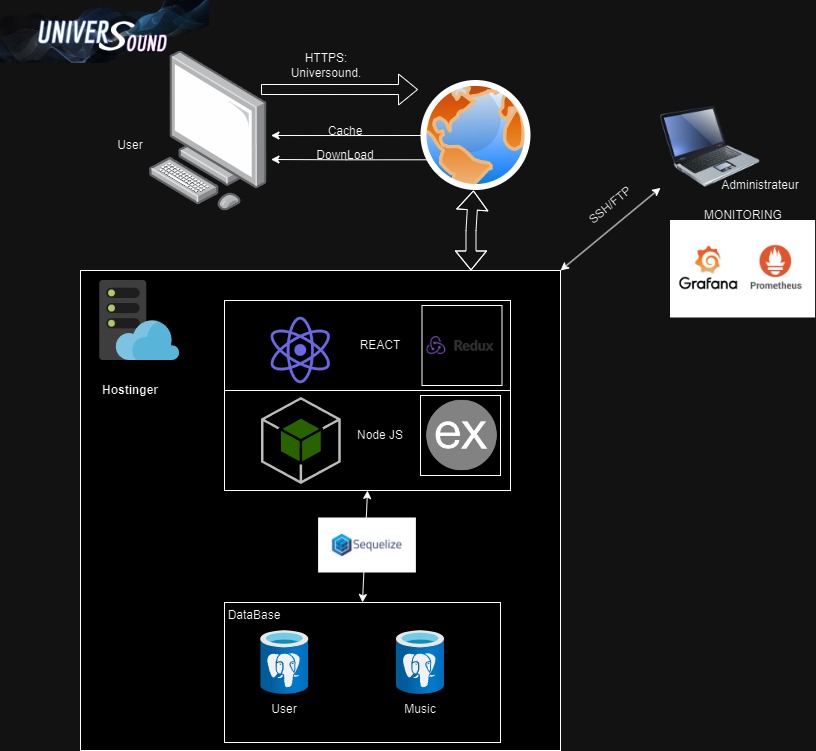 UNIVERSOUND
HTTPS:
Universound.
User
Cache
DownLoad
SSH/FTP
Administrateur
MONITORING
Grafana
Prometheus
Hostinger
REACT
Redux
Node JS
ex
Sequelize
DataBase
User
Music